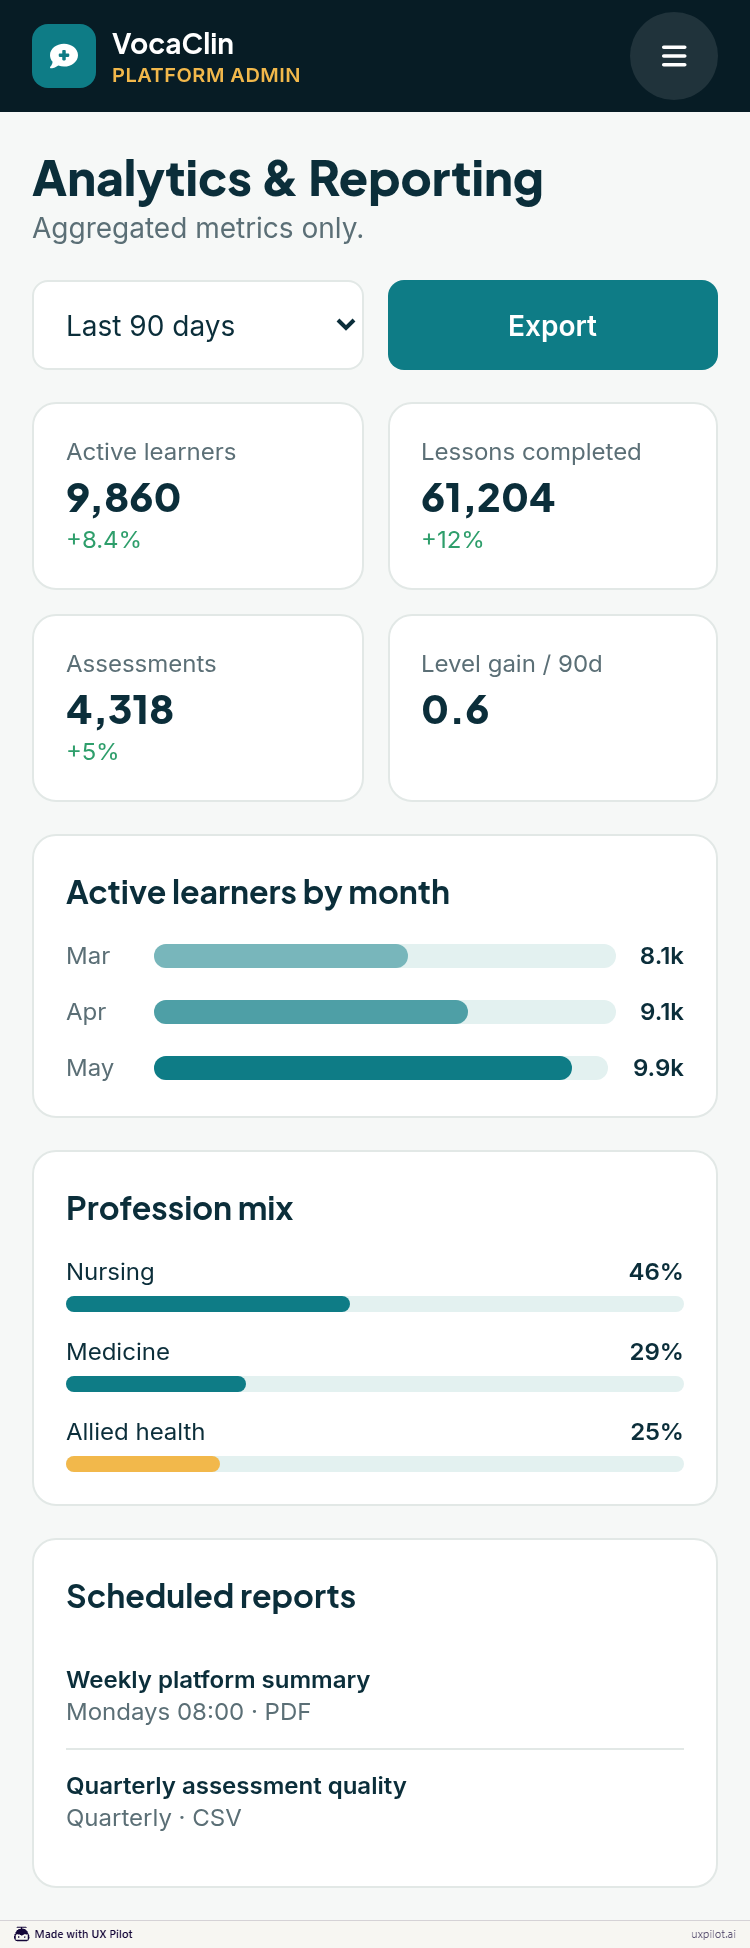 VocaClin
PLATFORM ADMIN
Analytics & Reporting
Aggregated metrics only.
Last 90 days
Export
Active learners
9,860
+8.4%
Lessons completed
61,204
+12%
Assessments
4,318
+5%
Level gain / 90d
0.6
Active learners by month
Mar 8.1k
Apr 9.1k
May 9.9k
Profession mix
Nursing 46%
Medicine 29%
Allied health 25%
Scheduled reports
Weekly platform summary
Mondays 08:00 · PDF
Quarterly assessment quality
Quarterly · CSV
Made with UX Pilot uxpilot.ai